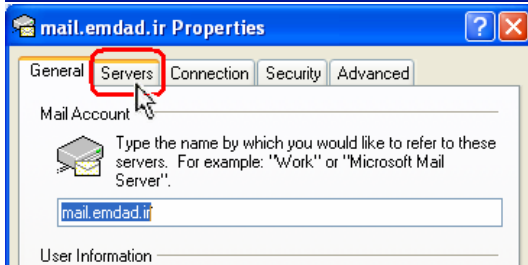 mail.emdad.ir Properties
General Servers Connection Security Advanced
Mail Account
Type the name by which you would like to refer to these
servers. For example: "Work" or "Microsoft Mail
Server".
mail.emdad.ir
User Information